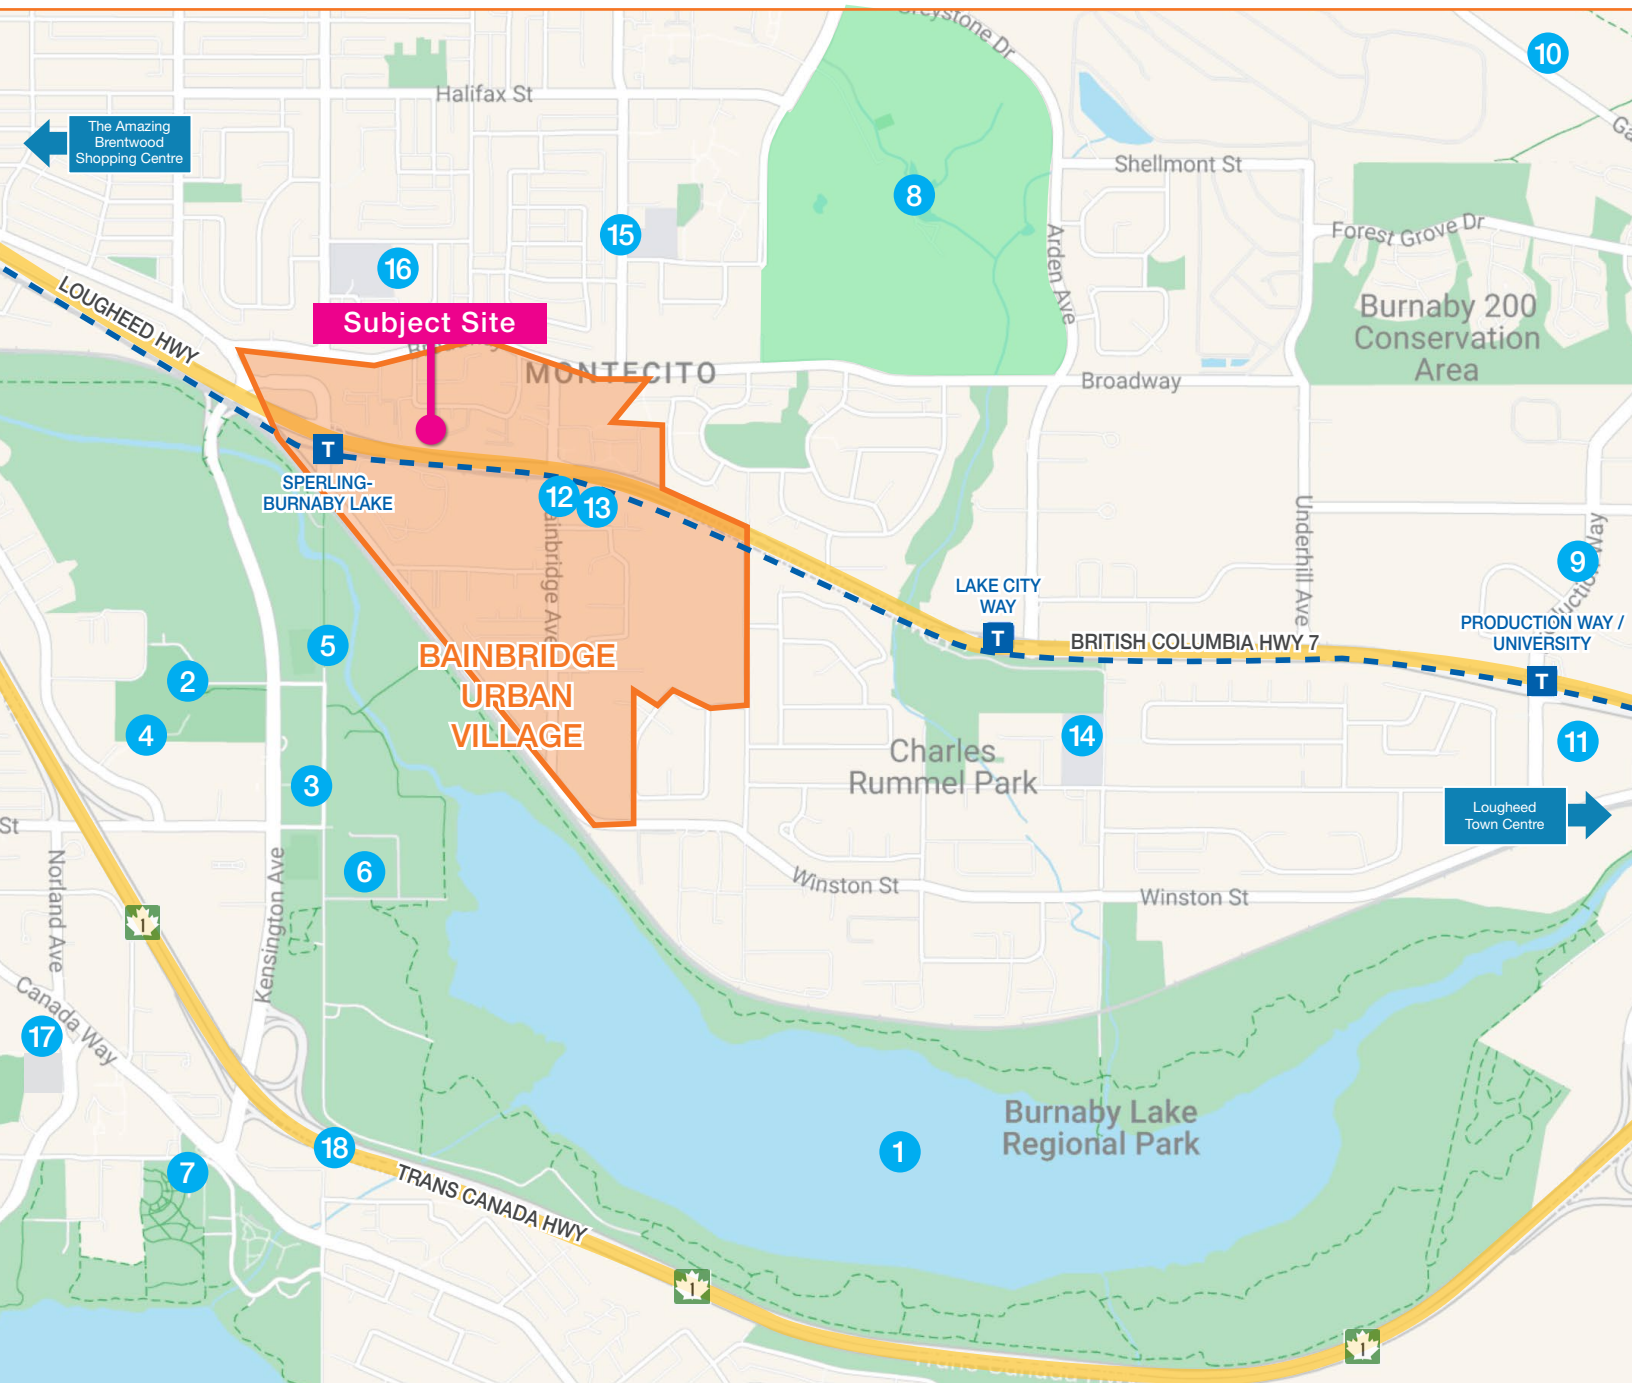 Greystone Dr
10
Halifax St
The Amazing
Brentwood
Shopping Centre
Shellmont St
8
15
Forest Grove Dr
16
Arden Ave
LOUGHEED HWY
Burnaby 200
Conservation
Area
Subject Site
MONTECITO
Broadway
T
SPERLING-
BURNABY LAKE
12
13
Bainbridge Ave
Underhill Ave
9
LAKE CITY
WAY
T
BRITISH COLUMBIA HWY 7
PRODUCTION WAY /
UNIVERSITY
T
5
2
4
BAINBRIDGE
URBAN
VILLAGE
14
11
Charles
Rummel Park
3
Lougheed
Town Centre
St
6
Winston St
Winston St
Norland Ave
Kensington Ave
1
Canada Way
17
Burnaby Lake
Regional Park
1
18
7
TRANS CANADA HWY
1
1